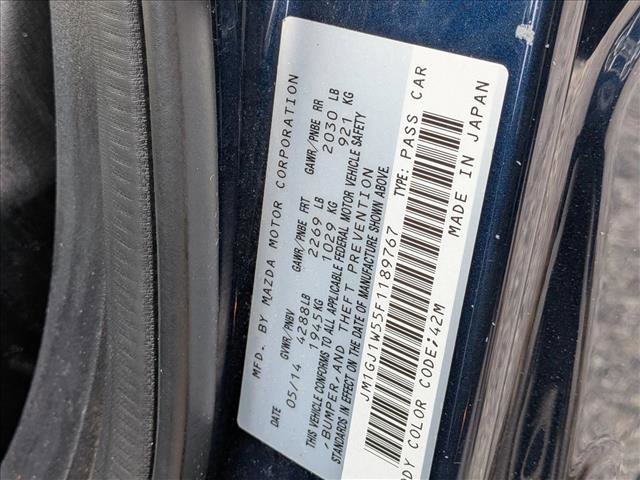 MFD. BY MAZDA MOTOR CORPORATION
DATE GVWR/PNBV GAWR/PNBE FRT GAWR/PNBE RR
05/14 4288LB 2269 LB 2030 LB
1945KG 1029 KG 921 KG
THIS VEHICLE CONFORMS TO ALL APPLICABLE FEDERAL MOTOR VEHICLE SAFETY
/BUMPER/AND THEFT PREVENTION
STANDARDS IN EFFECT ON THE DATE OF MANUFACTURE SHOWN ABOVE
JM1GJ1W55F1189767 TYPE: PASS CAR
ODY COLOR CODE:42M MADE IN JAPAN